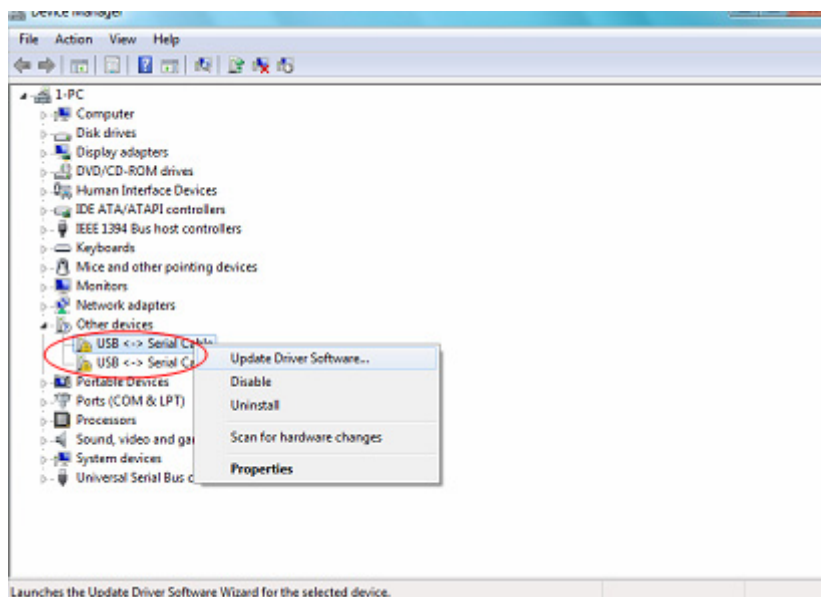 Device Manager
File Action View Help
1-PC
Computer
Disk drives
Display adapters
DVD/CD-ROM drives
Human Interface Devices
IDE ATA/ATAPI controllers
IEEE 1394 Bus host controllers
Keyboards
Mice and other pointing devices
Monitors
Network adapters
Other devices
USB <-> Serial Cable
USB <-> Serial Ca
Portable Devices
Ports (COM & LPT)
Processors
Sound, video and ga
System devices
Universal Serial Bus c
Update Driver Software...
Disable
Uninstall
Scan for hardware changes
Properties
Launches the Update Driver Software Wizard for the selected device.